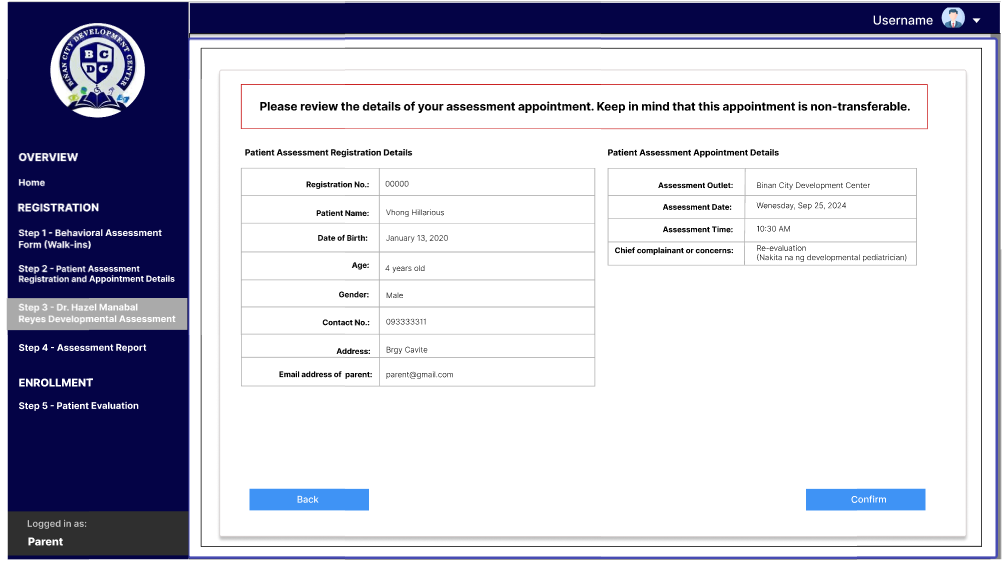 Username
BINAN CITY DEVELOPMENT CENTER
B C
D C
OVERVIEW
Home
REGISTRATION
Step 1 - Behavioral Assessment
Form (Walk-ins)
Step 2 - Patient Assessment
Registration and Appointment Details
Step 3 - Dr. Hazel Manabal
Reyes Developmental Assessment
Step 4 - Assessment Report
ENROLLMENT
Step 5 - Patient Evaluation
Logged in as:
Parent
Please review the details of your assessment appointment. Keep in mind that this appointment is non-transferable.
Patient Assessment Registration Details
Registration No.: 00000
Patient Name: Vhong Hillarious
Date of Birth: January 13, 2020
Age: 4 years old
Gender: Male
Contact No.: 093333311
Address: Brgy Cavite
Email address of parent: parent@gmail.com
Patient Assessment Appointment Details
Assessment Outlet: Binan City Development Center
Assessment Date: Wenesday, Sep 25, 2024
Assessment Time: 10:30 AM
Chief complainant or concerns: Re-evaluation
(Nakita na ng developmental pediatrician)
Back
Confirm